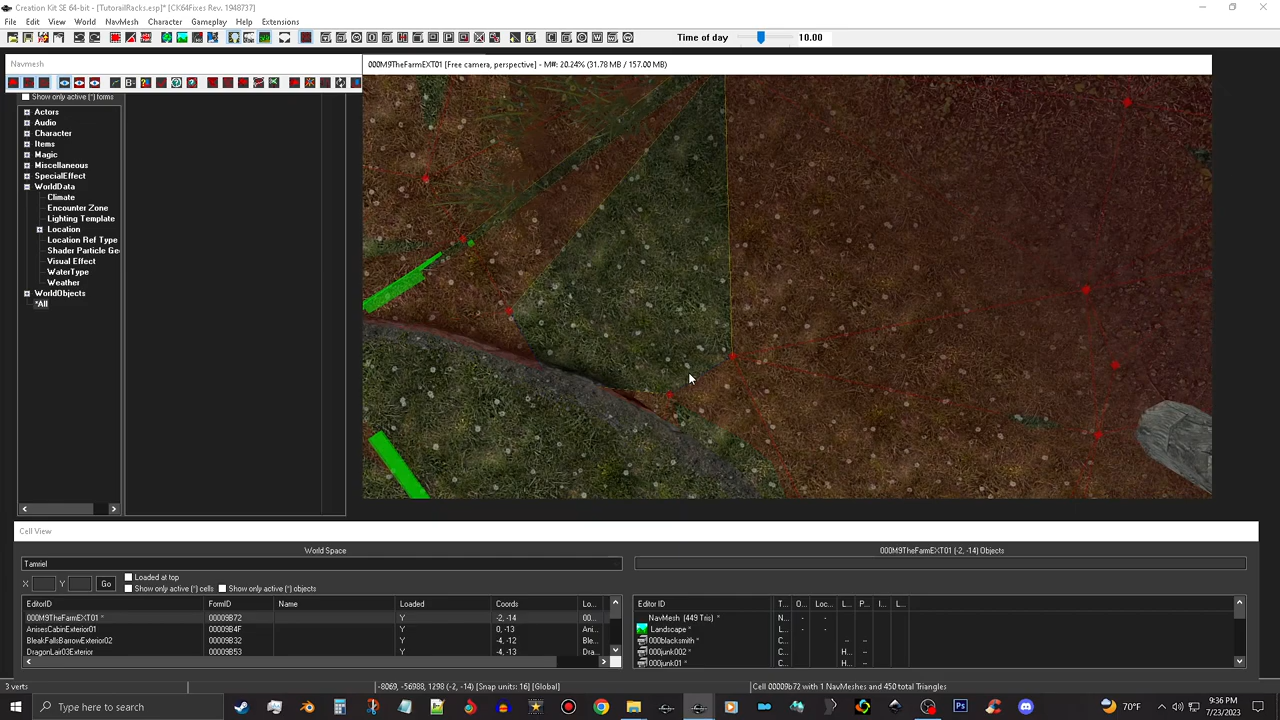 Creation Kit SE 64-bit - [TutorailRacks.esp]* [CK64Fixes Rev. 1948737]
File Edit View World NavMesh Character Gameplay Help Extensions
Time of day 10.00
Navmesh
000M9TheFarmEXT01 [Free camera, perspective] - M#: 20.24% (31.78 MB / 157.00 MB)
Show only active (*) forms
Actors
Audio
Character
Items
Magic
Miscellaneous
SpecialEffect
WorldData
Climate
Encounter Zone
Lighting Template
Location
Location Ref Type
Shader Particle Ge
Visual Effect
WaterType
Weather
WorldObjects
*All
Cell View
World Space
000M9TheFarmEXT01 (-2, -14) Objects
Tamriel
X Y Go
Loaded at top
Show only active (*) cells Show only active (*) objects
EditorID FormID Name Loaded Coords Lo...
000M9TheFarmEXT01 * 00009B72 Y -2, -14 00...
AnisesCabinExterior01 00009B4F Y 0, -13 Ani...
BleakFallsBarrowExterior02 00009B32 Y -4, -12 Ble...
DragonLair03Exterior 00009B53 Y -4, -13
Editor ID T... O... Loc... L... P... I... L...
NavMesh (449 Tris) * N... - -
Landscape * L... - -
000blacksmith * C... -- --
000junk002 * C... H... --
000junk01 * C... H... --
3 verts
-8069, -56988, 1298 (-2, -14) [Snap units: 16] [Global]
Cell 00009b72 with 1 NavMeshes and 450 total Triangles
Type here to search
70°F
9:36 PM
7/23/2023